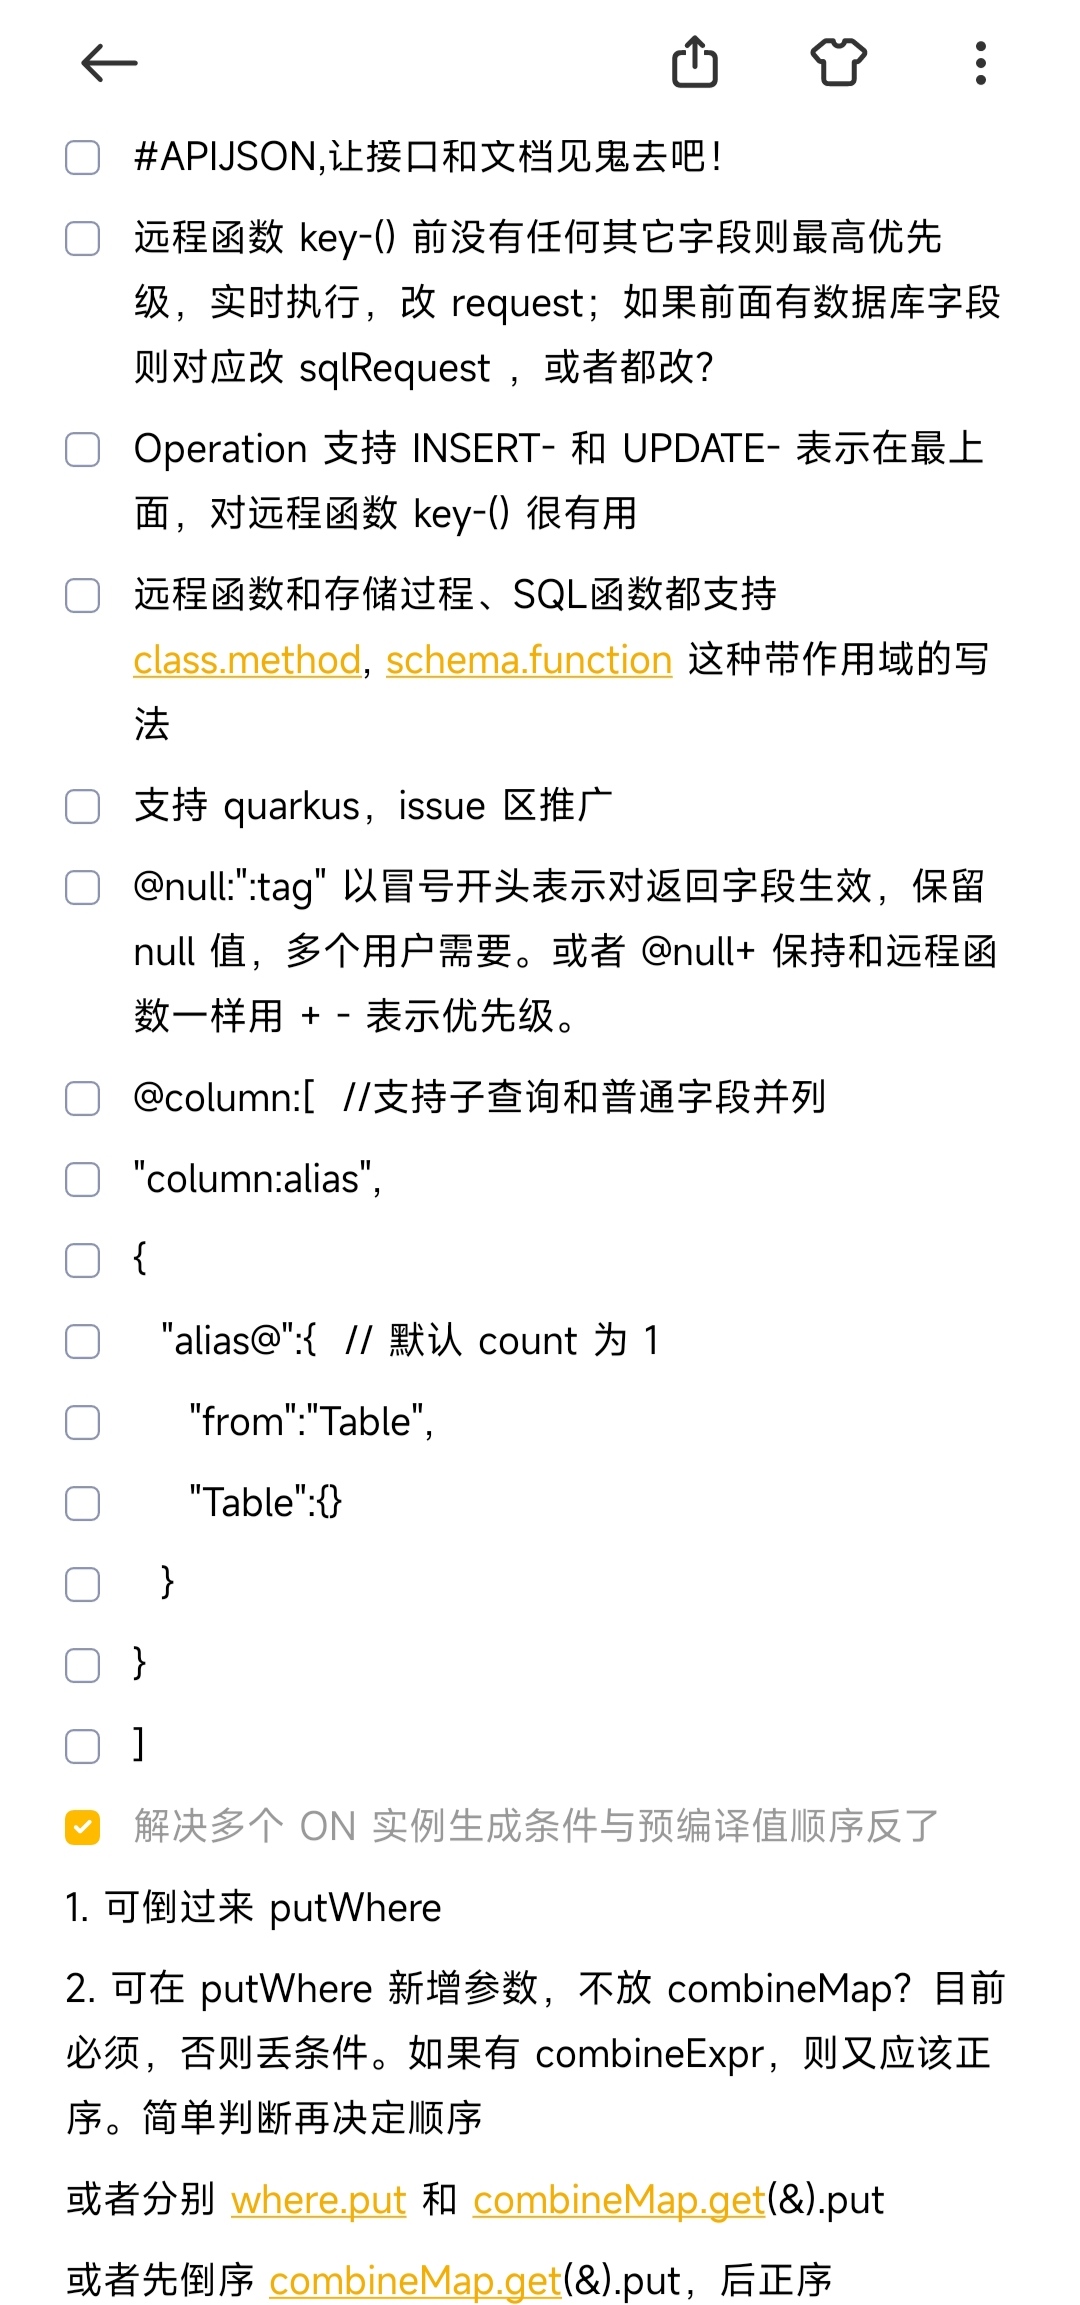 #APIJSON,让接口和文档见鬼去吧！
远程函数 key-() 前没有任何其它字段则最高优先
级，实时执行，改 request；如果前面有数据库字段
则对应改 sqlRequest ，或者都改？
Operation 支持 INSERT- 和 UPDATE- 表示在最上
面，对远程函数 key-() 很有用
远程函数和存储过程、SQL函数都支持
class.method, schema.function 这种带作用域的写
法
支持 quarkus，issue 区推广
@null:":tag" 以冒号开头表示对返回字段生效，保留
null 值，多个用户需要。或者 @null+ 保持和远程函
数一样用 + - 表示优先级。
@column:[  //支持子查询和普通字段并列
"column:alias",
{
  "alias@":{  // 默认 count 为 1
    "from":"Table",
    "Table":{}
  }
}
]
解决多个 ON 实例生成条件与预编译值顺序反了
1. 可倒过来 putWhere
2. 可在 putWhere 新增参数，不放 combineMap？目前
必须，否则丢条件。如果有 combineExpr，则又应该正
序。简单判断再决定顺序
或者分别 where.put 和 combineMap.get(&).put
或者先倒序 combineMap.get(&).put，后正序